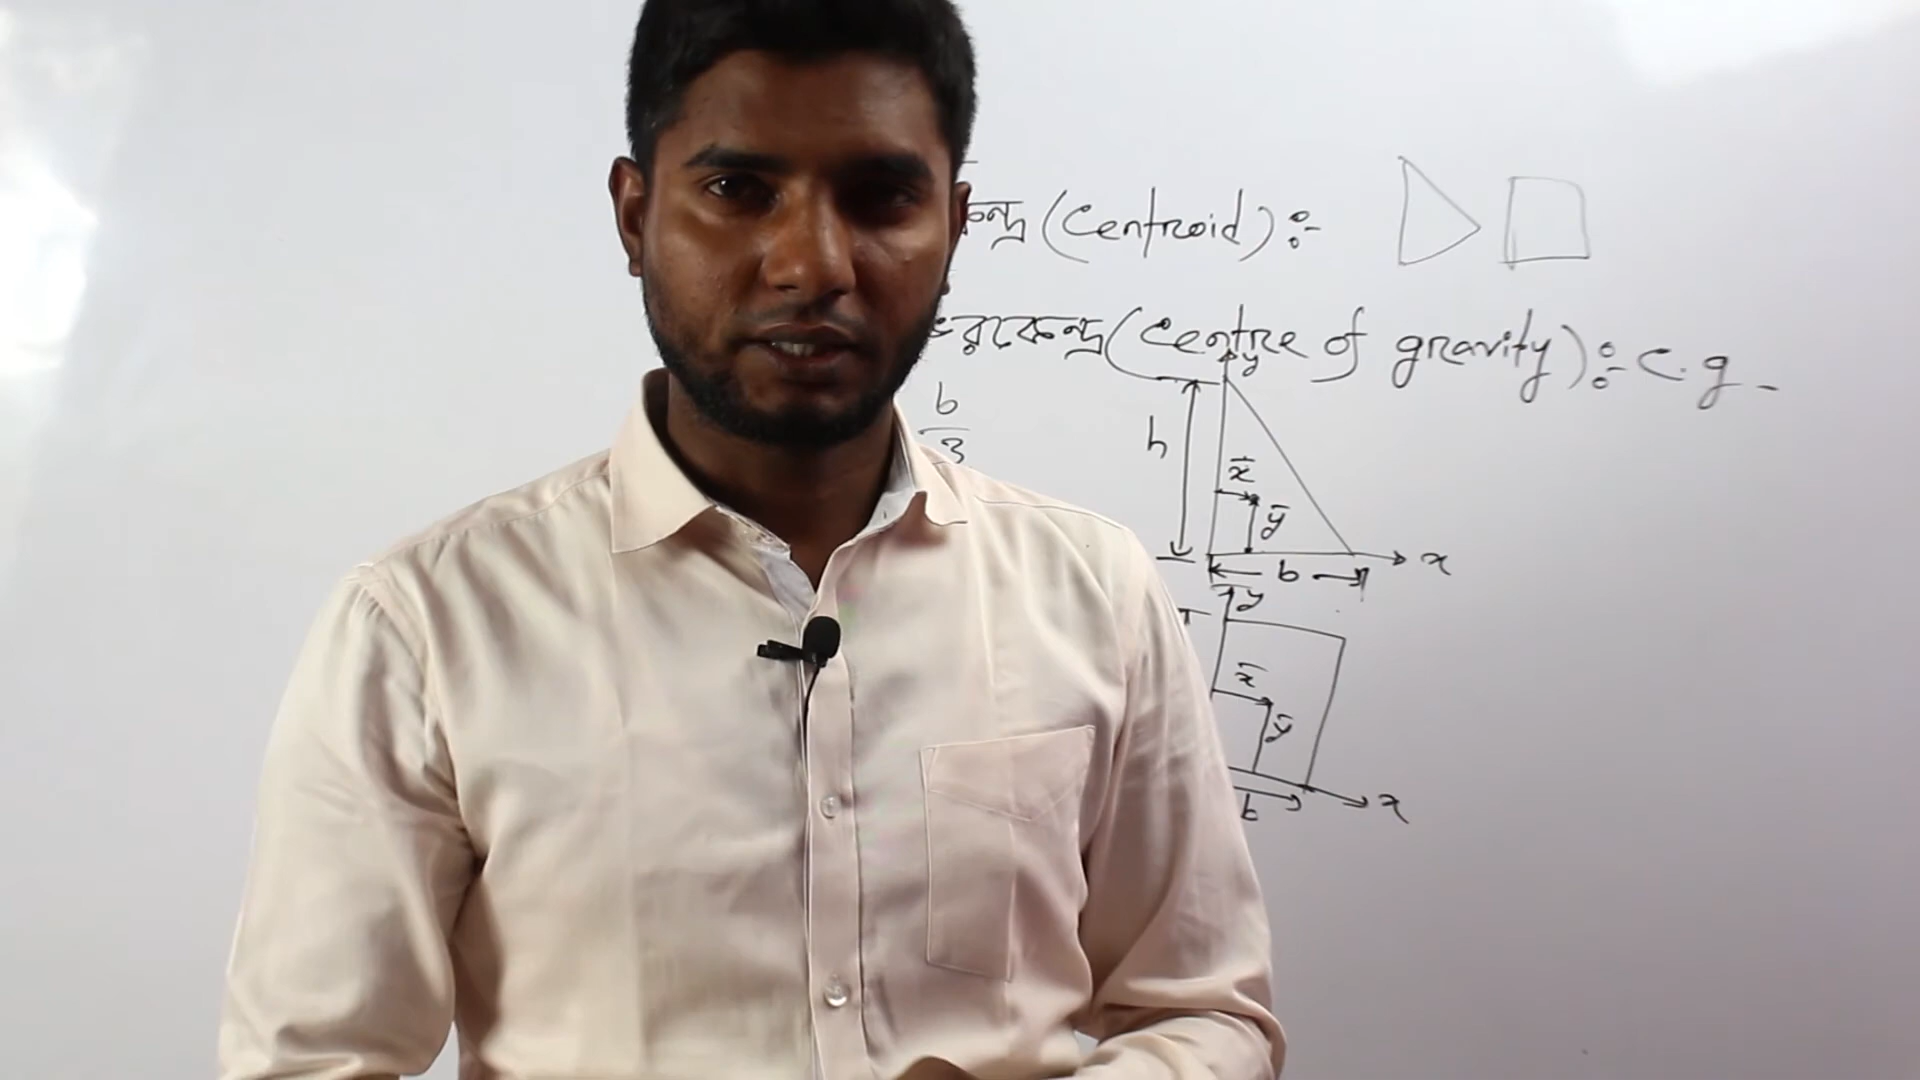 (Centroid):-
ভরকেন্দ্র (Centre of gravity):- c.g.
y
b
3
h
x̄
ȳ
x
b
y
x̄
ȳ
x
b